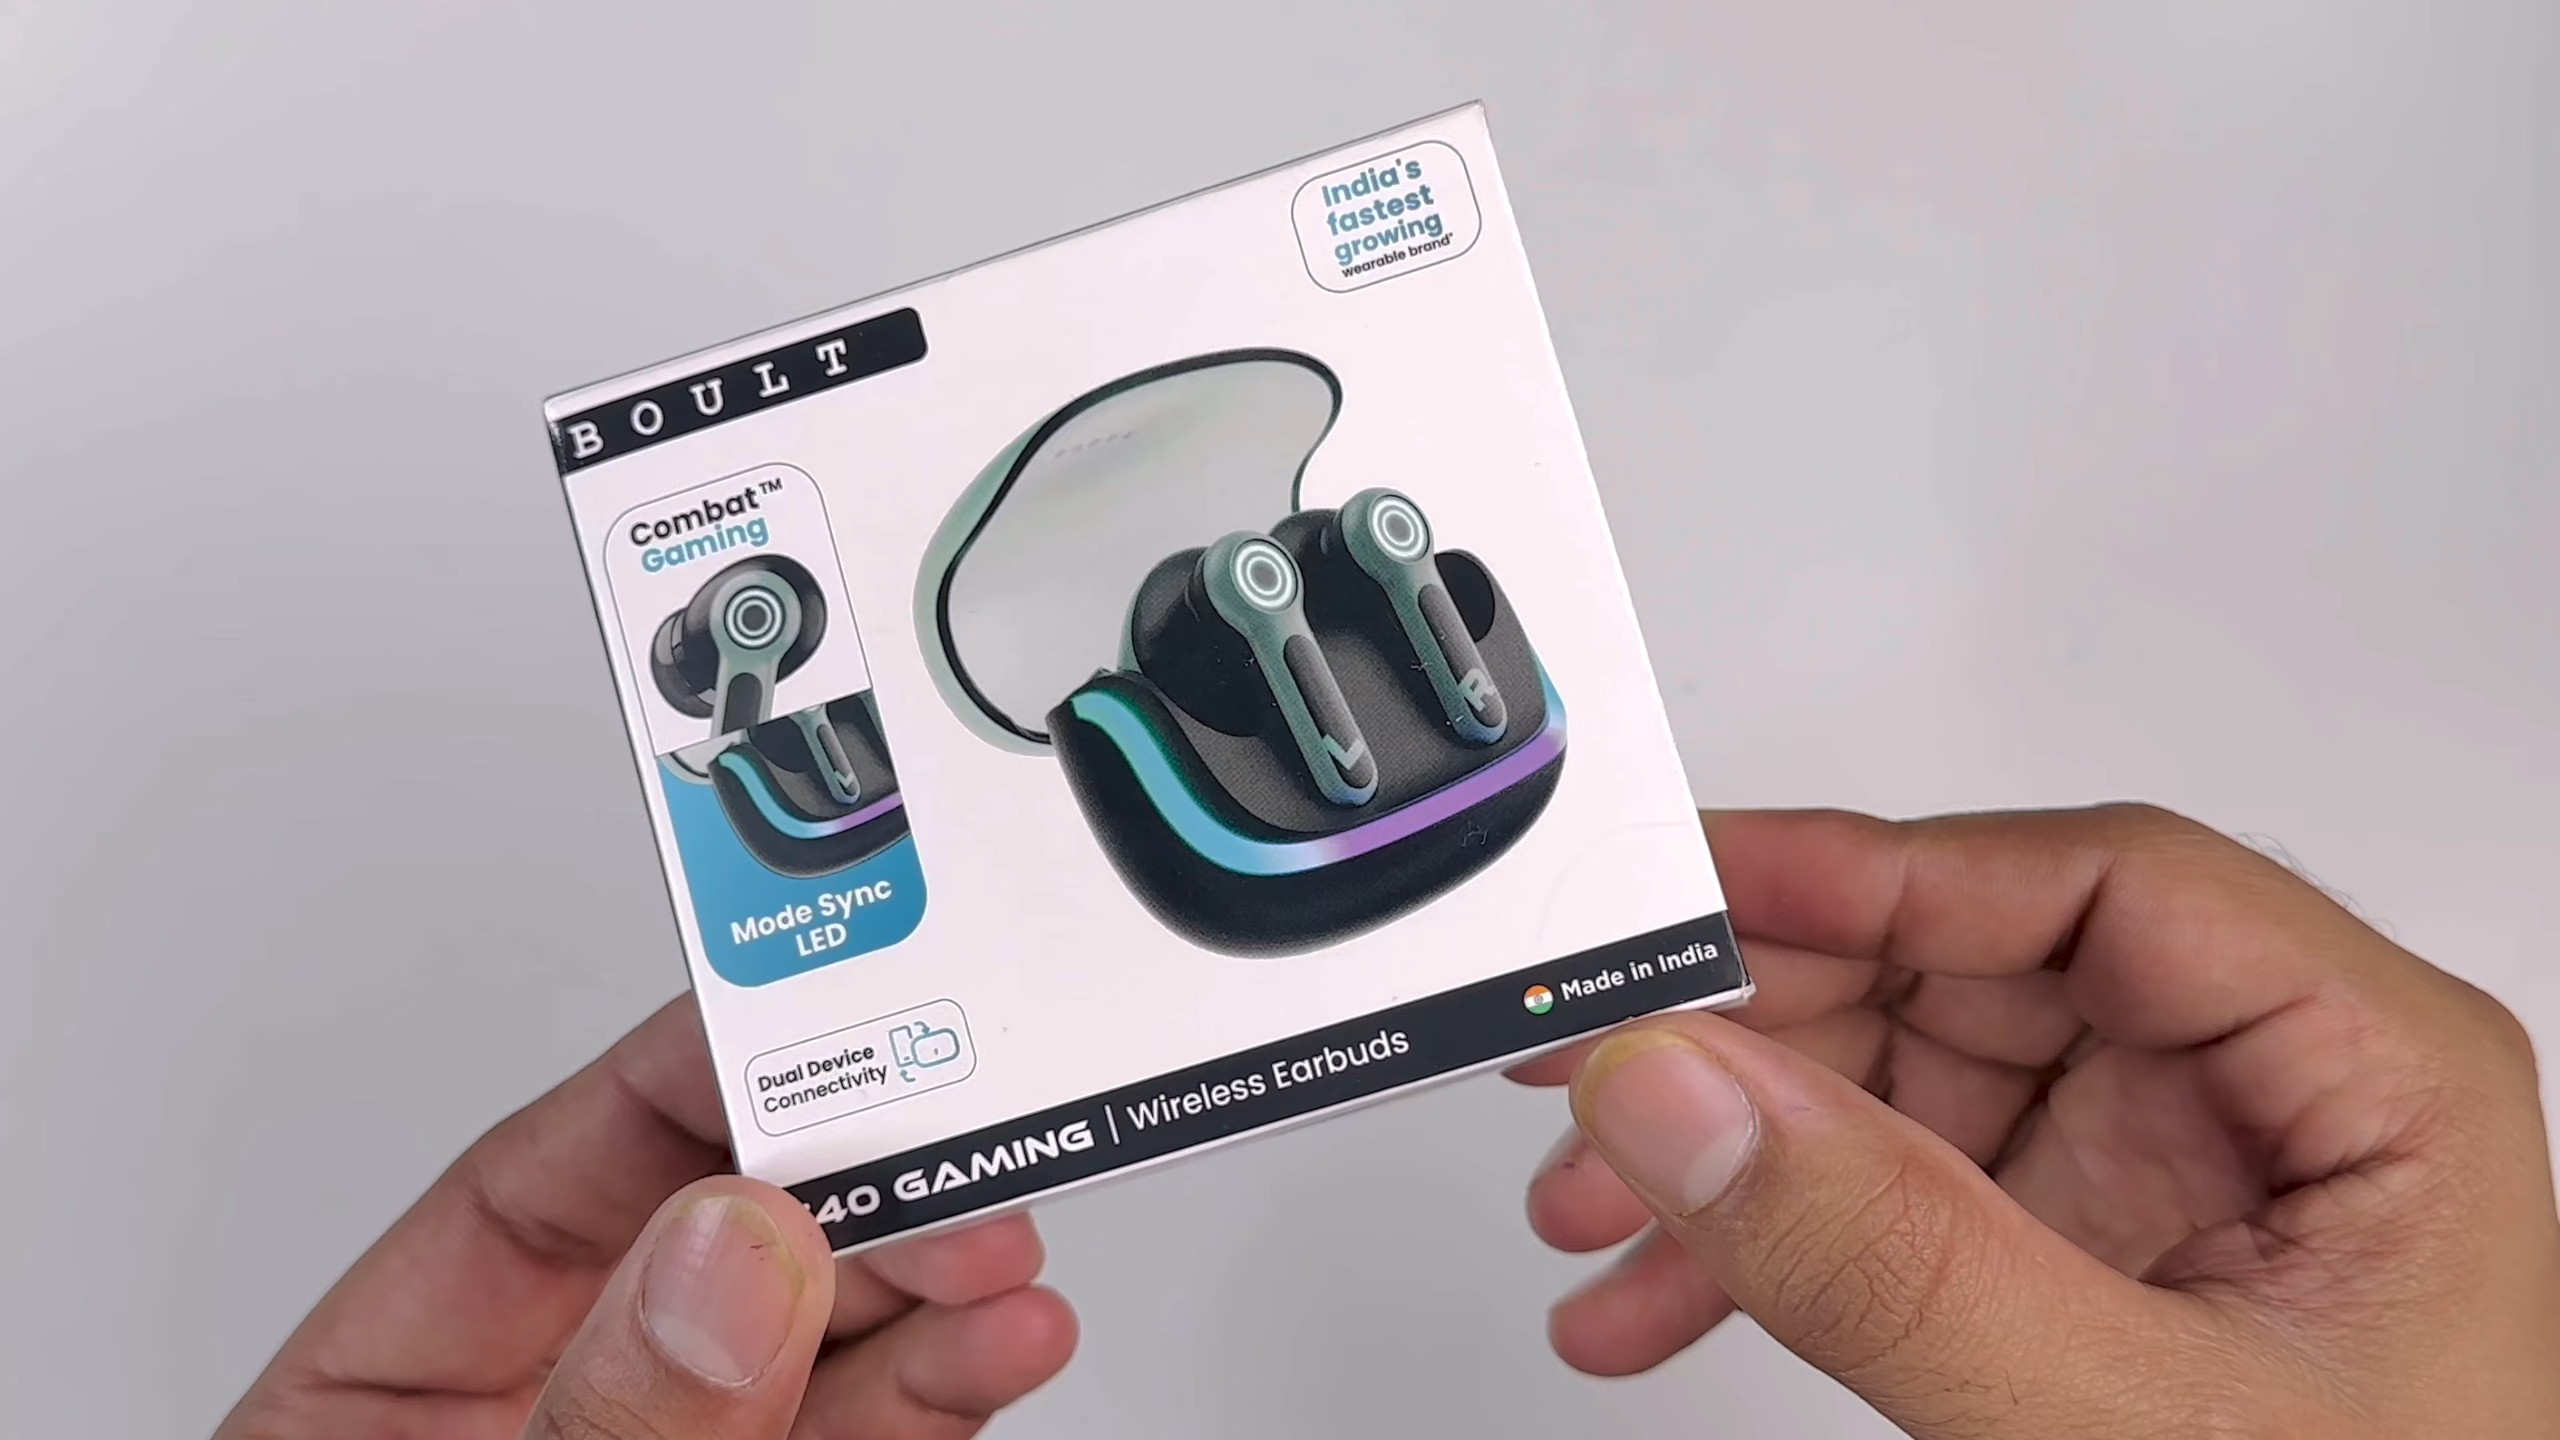 BOULT
India's
fastest
growing
wearable brand*
Combat™
Gaming
L
R
Mode Sync
LED
Dual Device
Connectivity
40 GAMING | Wireless Earbuds
Made in India